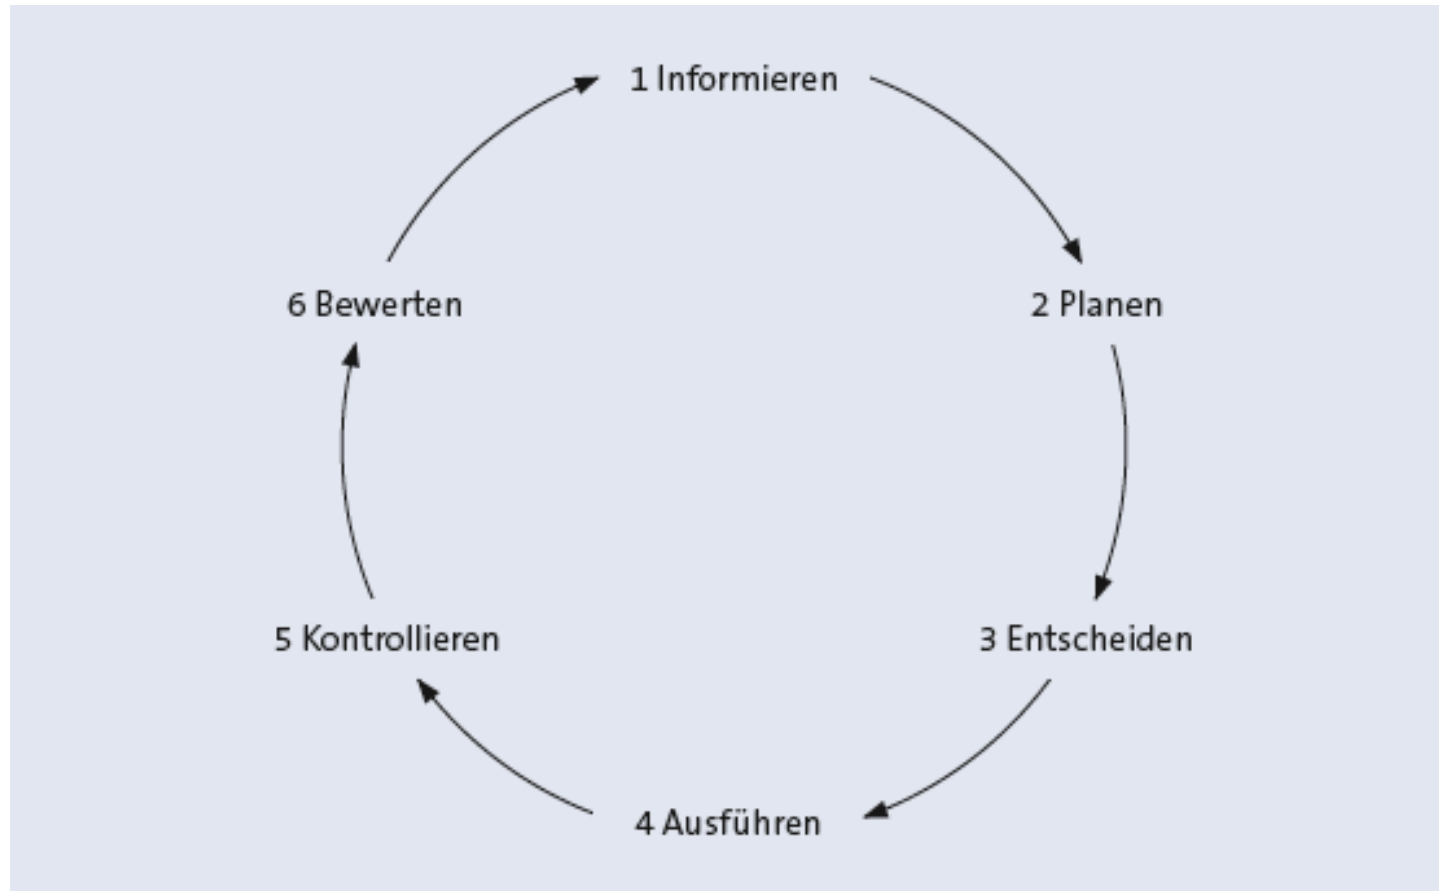 1 Informieren
2 Planen
3 Entscheiden
4 Ausführen
5 Kontrollieren
6 Bewerten